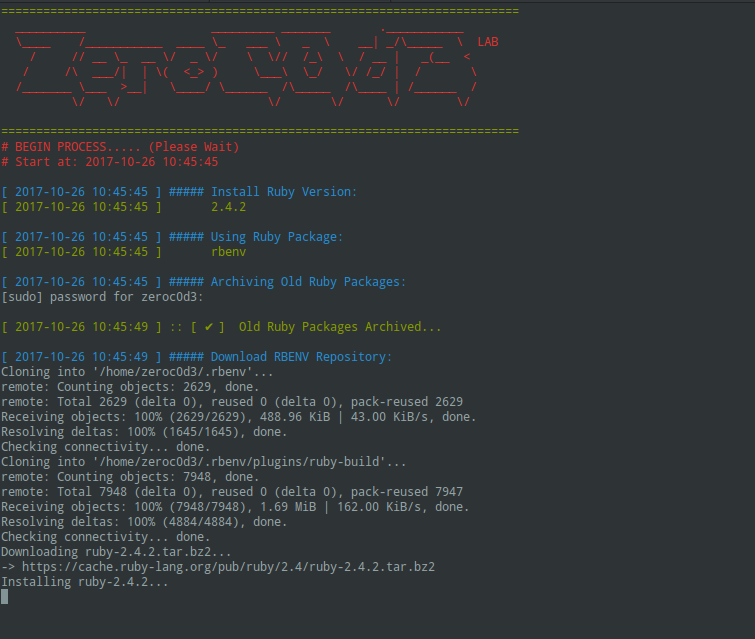 ==========================================================================
LAB
==========================================================================
# BEGIN PROCESS..... (Please Wait)
# Start at: 2017-10-26 10:45:45
[ 2017-10-26 10:45:45 ] ##### Install Ruby Version:
[ 2017-10-26 10:45:45 ]       2.4.2
[ 2017-10-26 10:45:45 ] ##### Using Ruby Package:
[ 2017-10-26 10:45:45 ]       rbenv
[ 2017-10-26 10:45:45 ] ##### Archiving Old Ruby Packages:
[sudo] password for zeroc0d3:
[ 2017-10-26 10:45:49 ] :: [ ✔ ]  Old Ruby Packages Archived...
[ 2017-10-26 10:45:49 ] ##### Download RBENV Repository:
Cloning into '/home/zeroc0d3/.rbenv'...
remote: Counting objects: 2629, done.
remote: Total 2629 (delta 0), reused 0 (delta 0), pack-reused 2629
Receiving objects: 100% (2629/2629), 488.96 KiB | 43.00 KiB/s, done.
Resolving deltas: 100% (1645/1645), done.
Checking connectivity... done.
Cloning into '/home/zeroc0d3/.rbenv/plugins/ruby-build'...
remote: Counting objects: 7948, done.
remote: Total 7948 (delta 0), reused 0 (delta 0), pack-reused 7947
Receiving objects: 100% (7948/7948), 1.69 MiB | 162.00 KiB/s, done.
Resolving deltas: 100% (4884/4884), done.
Checking connectivity... done.
Downloading ruby-2.4.2.tar.bz2...
-> https://cache.ruby-lang.org/pub/ruby/2.4/ruby-2.4.2.tar.bz2
Installing ruby-2.4.2...